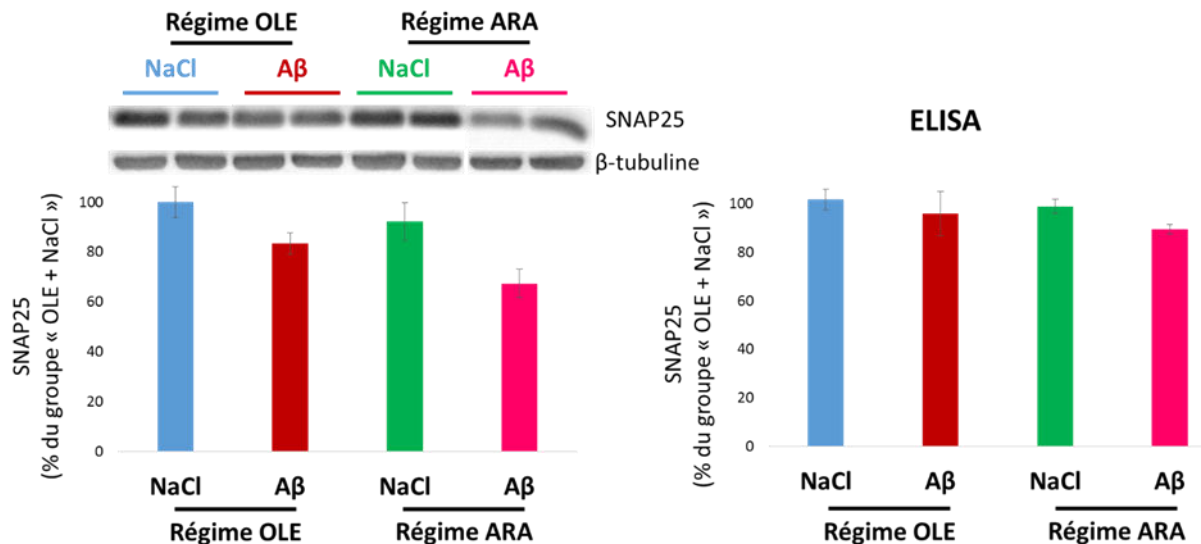 Régime OLE
Régime ARA
NaCl
Aβ
NaCl
Aβ
SNAP25
β-tubuline
SNAP25
(% du groupe « OLE + NaCl »)
100
80
60
40
20
0
NaCl
Aβ
NaCl
Aβ
Régime OLE
Régime ARA
ELISA
SNAP25
(% du groupe « OLE + NaCl »)
100
80
60
40
20
0
NaCl
Aβ
NaCl
Aβ
Régime OLE
Régime ARA